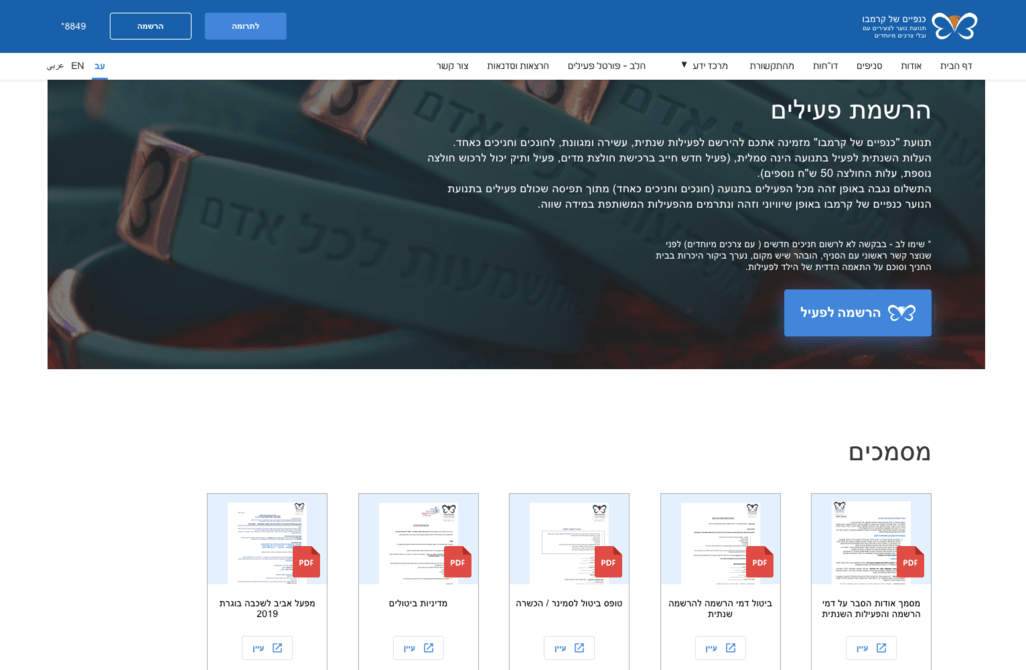 כנפיים של קרמבו
תנועת נוער לצעירים עם
ובלי צרכים מיוחדים
לתרומה
הרשמה
*8849
דף הבית
אודות
סניפים
דו"חות
מהתקשורת
מרכז ידע ▼
הלב - פורטל פעילים
הרצאות וסדנאות
צור קשר
עב
EN
عربي
הרשמת פעילים
תנועת "כנפיים של קרמבו" מזמינה אתכם להירשם לפעילות שנתית, עשירה ומגוונת, לחונכים וחניכים כאחד.
העלות השנתית לפעיל בתנועה הינה סמלית, (פעיל חדש חייב ברכישת חולצת מדים, פעיל ותיק יכול לרכוש חולצה
נוספת, עלות החולצה 50 ש"ח נוספים).
התשלום נגבה באופן זהה מכל הפעילים בתנועה (חונכים וחניכים כאחד) מתוך תפיסה שכולם פעילים בתנועת
הנוער כנפיים של קרמבו באופן שיוויוני וזהה ונתרמים מהפעילות המשותפת במידה שווה.
* שימו לב - בבקשה לא לרשום חניכים חדשים ( עם צרכים מיוחדים) לפני
שנוצר קשר ראשוני עם הסניף, הובהר שיש מקום, נערך ביקור היכרות בבית
החניך וסוכם על התאמה הדדית של הילד לפעילות.
הרשמה לפעיל
משמעות לכל אדם
לכל אדם
מסמכים
PDF
PDF
PDF
PDF
PDF
מסמך אודות הסבר על דמי
הרשמה והפעילות השנתית
ביטול דמי הרשמה להרשמה
שנתית
טופס ביטול לסמינר / הכשרה
מדיניות ביטולים
מפעל אביב לשכבה בוגרת
2019
עיין
עיין
עיין
עיין
עיין